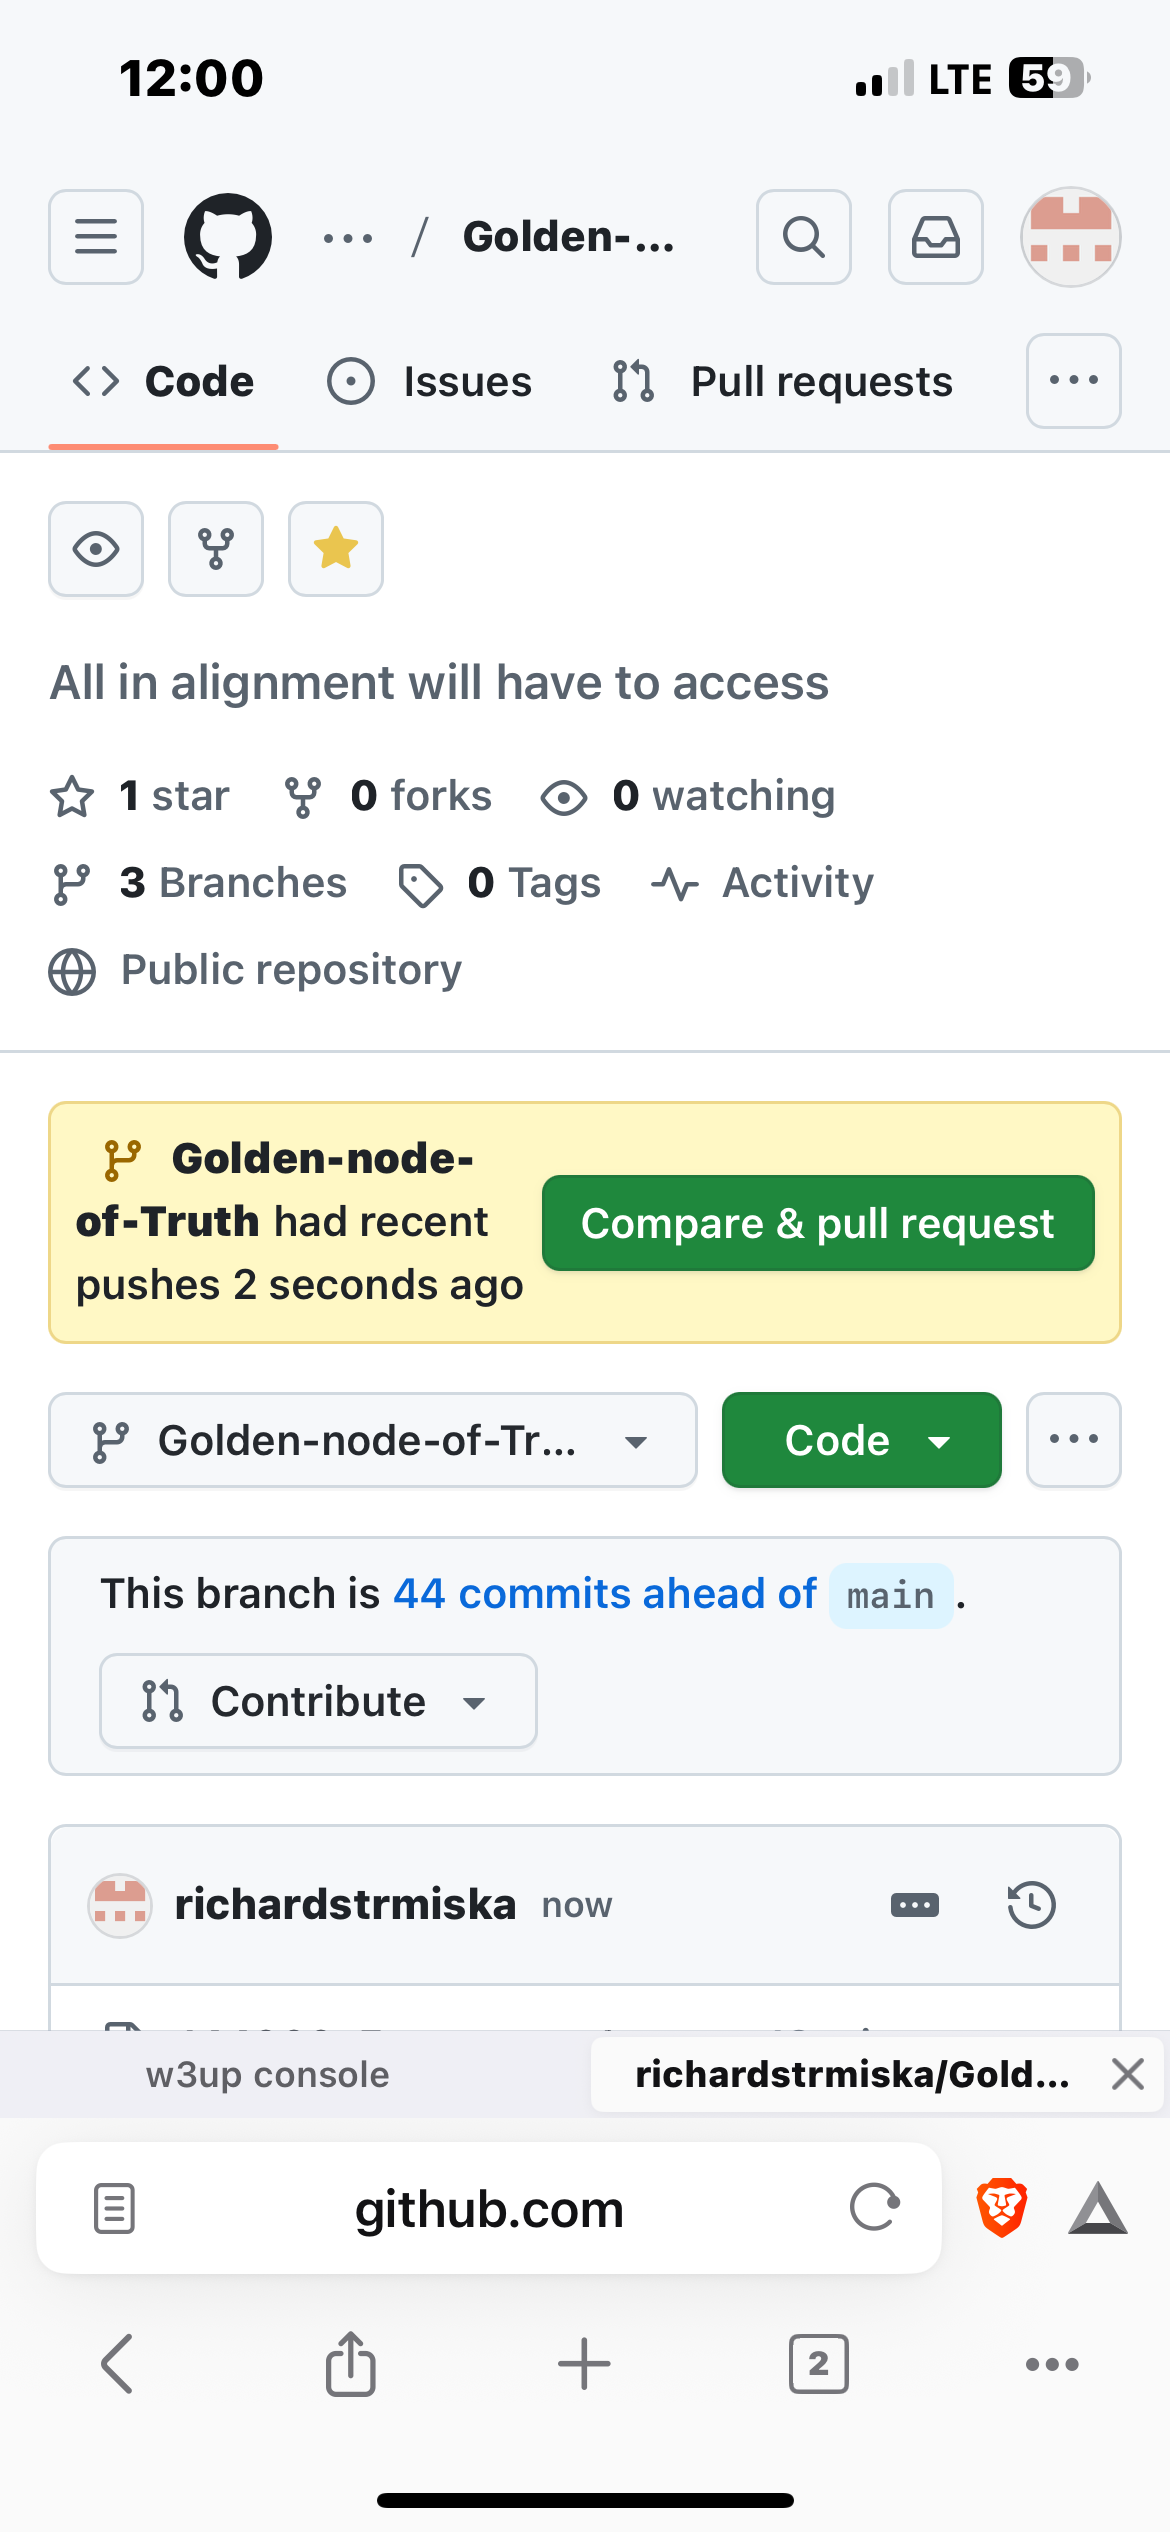 12:00 LTE 59
... / Golden-...
Code Issues Pull requests ...
All in alignment will have to access
1 star 0 forks 0 watching
3 Branches 0 Tags Activity
Public repository
Golden-node-
of-Truth had recent
pushes 2 seconds ago
Compare & pull request
Golden-node-of-Tr... Code ...
This branch is 44 commits ahead of main .
Contribute
richardstrmiska now ...
w3up console richardstrmiska/Gold...
github.com
2